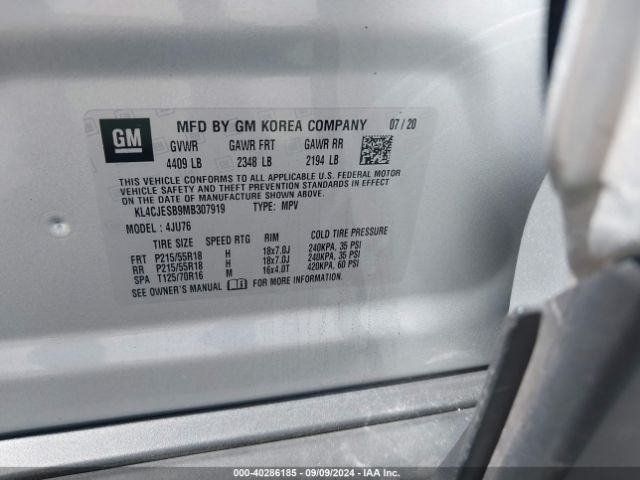 GM
MFD BY GM KOREA COMPANY 07/20
GVWR GAWR FRT GAWR RR
4409 LB 2348 LB 2194 LB
THIS VEHICLE CONFORMS TO ALL APPLICABLE U.S. FEDERAL MOTOR
VEHICLE SAFETY AND THEFT PREVENTION STANDARDS IN EFFECT
ON THE DATE OF MANUFACTURE SHOWN ABOVE.
KL4CJESB9MB307919 TYPE: MPV
MODEL: 4JU76
TIRE SIZE SPEED RTG RIM COLD TIRE PRESSURE
FRT P215/55R18 H 18x7.0J 240KPA, 35 PSI
RR P215/55R18 H 18x7.0J 240KPA, 35 PSI
SPA T125/70R16 M 16x4.0T 420KPA, 60 PSI
SEE OWNER'S MANUAL FOR MORE INFORMATION.
000-40286185 - 09/09/2024 - IAA Inc.